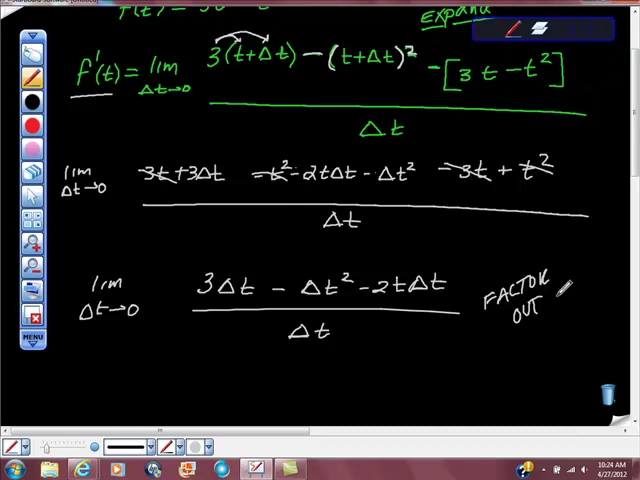 EXPAND
f'(t) = lim Δt→0 3(t+Δt) − (t+Δt)² − [3t − t²]
Δt
lim Δt→0 3t + 3Δt − t² − 2tΔt − Δt² − 3t + t²
Δt
lim Δt→0 3Δt − Δt² − 2tΔt FACTOR OUT
Δt
MENU
10:24 AM
4/27/2012